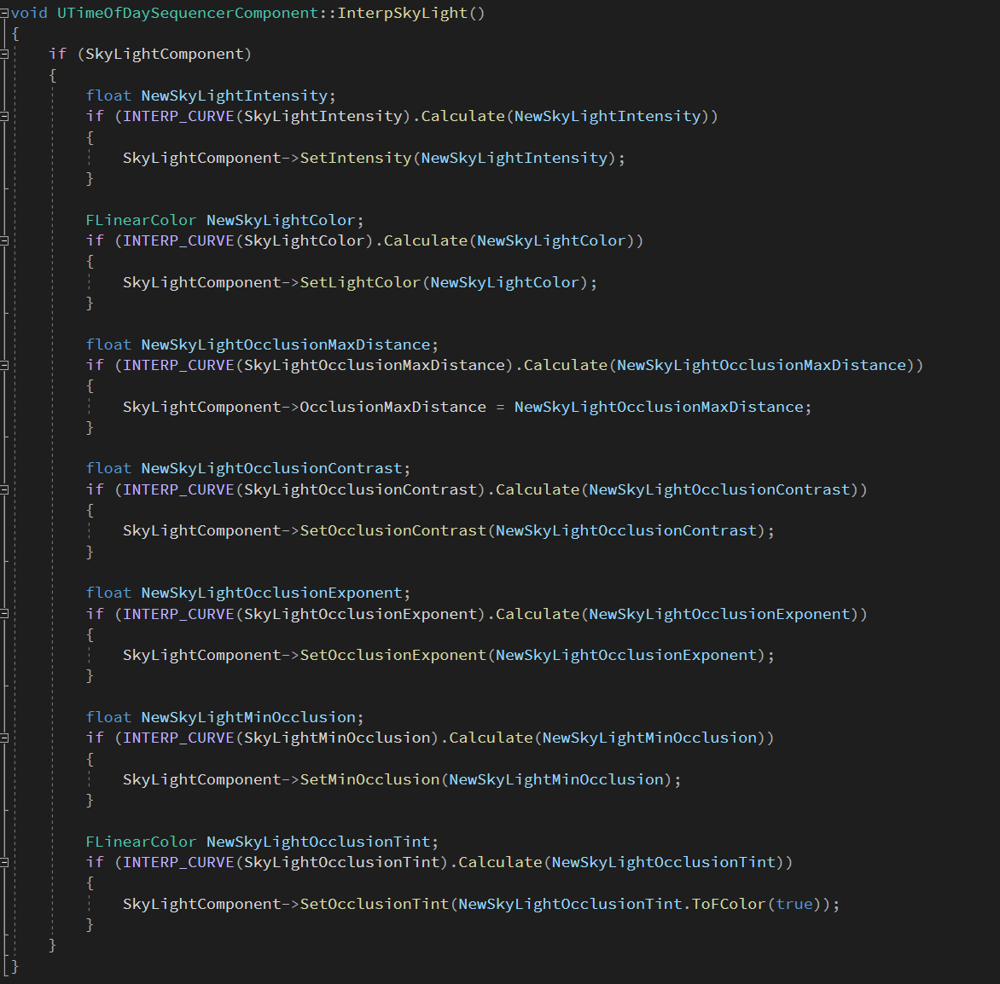 void UTimeOfDaySequencerComponent::InterpSkyLight()
{
if (SkyLightComponent)
{
float NewSkyLightIntensity;
if (INTERP_CURVE(SkyLightIntensity).Calculate(NewSkyLightIntensity))
{
SkyLightComponent->SetIntensity(NewSkyLightIntensity);
}
FLinearColor NewSkyLightColor;
if (INTERP_CURVE(SkyLightColor).Calculate(NewSkyLightColor))
{
SkyLightComponent->SetLightColor(NewSkyLightColor);
}
float NewSkyLightOcclusionMaxDistance;
if (INTERP_CURVE(SkyLightOcclusionMaxDistance).Calculate(NewSkyLightOcclusionMaxDistance))
{
SkyLightComponent->OcclusionMaxDistance = NewSkyLightOcclusionMaxDistance;
}
float NewSkyLightOcclusionContrast;
if (INTERP_CURVE(SkyLightOcclusionContrast).Calculate(NewSkyLightOcclusionContrast))
{
SkyLightComponent->SetOcclusionContrast(NewSkyLightOcclusionContrast);
}
float NewSkyLightOcclusionExponent;
if (INTERP_CURVE(SkyLightOcclusionExponent).Calculate(NewSkyLightOcclusionExponent))
{
SkyLightComponent->SetOcclusionExponent(NewSkyLightOcclusionExponent);
}
float NewSkyLightMinOcclusion;
if (INTERP_CURVE(SkyLightMinOcclusion).Calculate(NewSkyLightMinOcclusion))
{
SkyLightComponent->SetMinOcclusion(NewSkyLightMinOcclusion);
}
FLinearColor NewSkyLightOcclusionTint;
if (INTERP_CURVE(SkyLightOcclusionTint).Calculate(NewSkyLightOcclusionTint))
{
SkyLightComponent->SetOcclusionTint(NewSkyLightOcclusionTint.ToFColor(true));
}
}
}